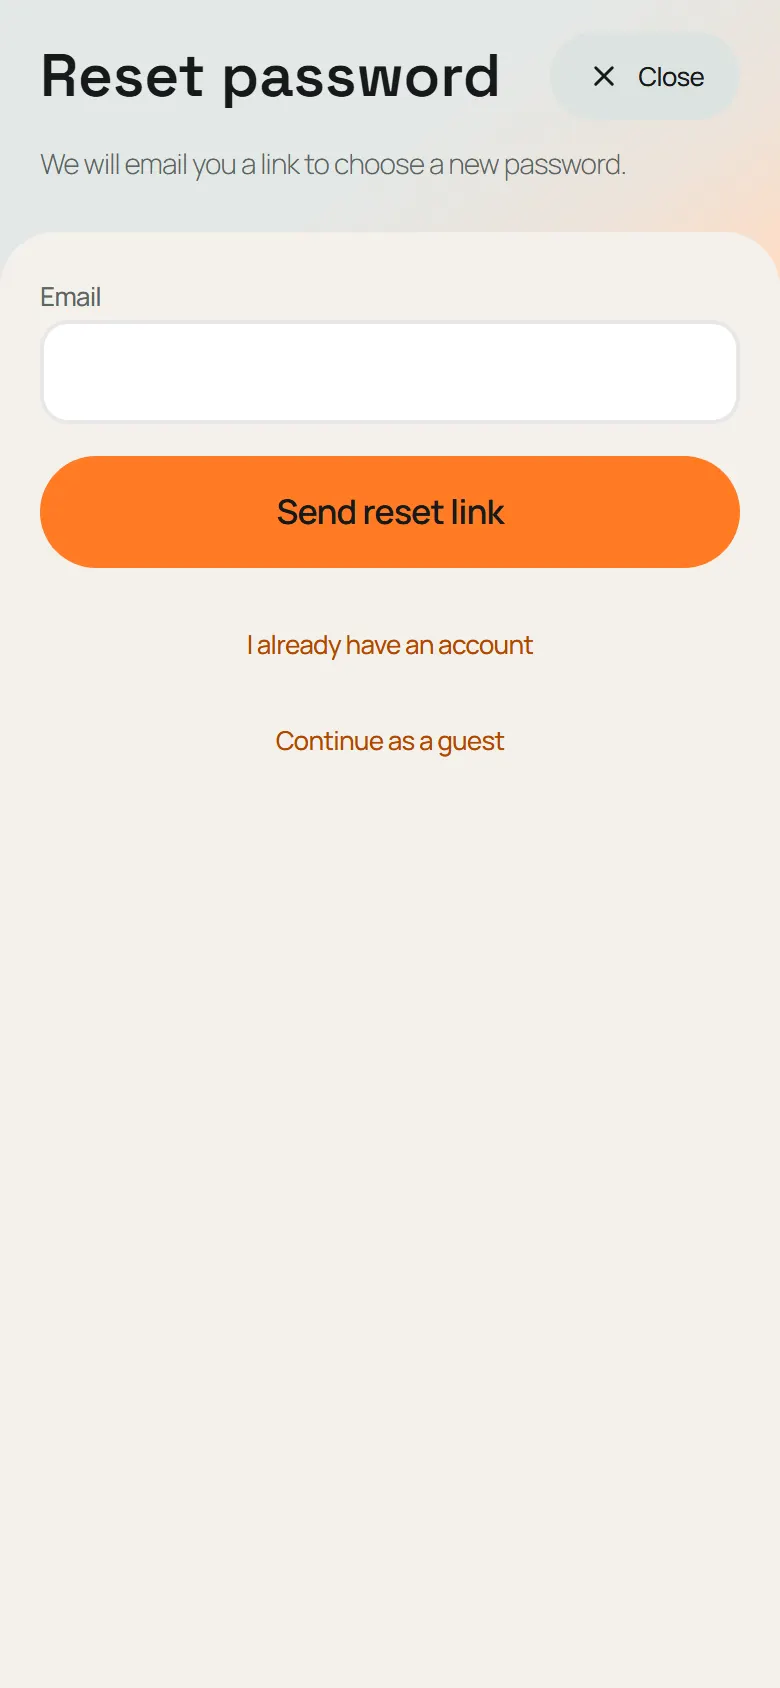 Reset password
Close
We will email you a link to choose a new password.
Email
Send reset link
I already have an account
Continue as a guest